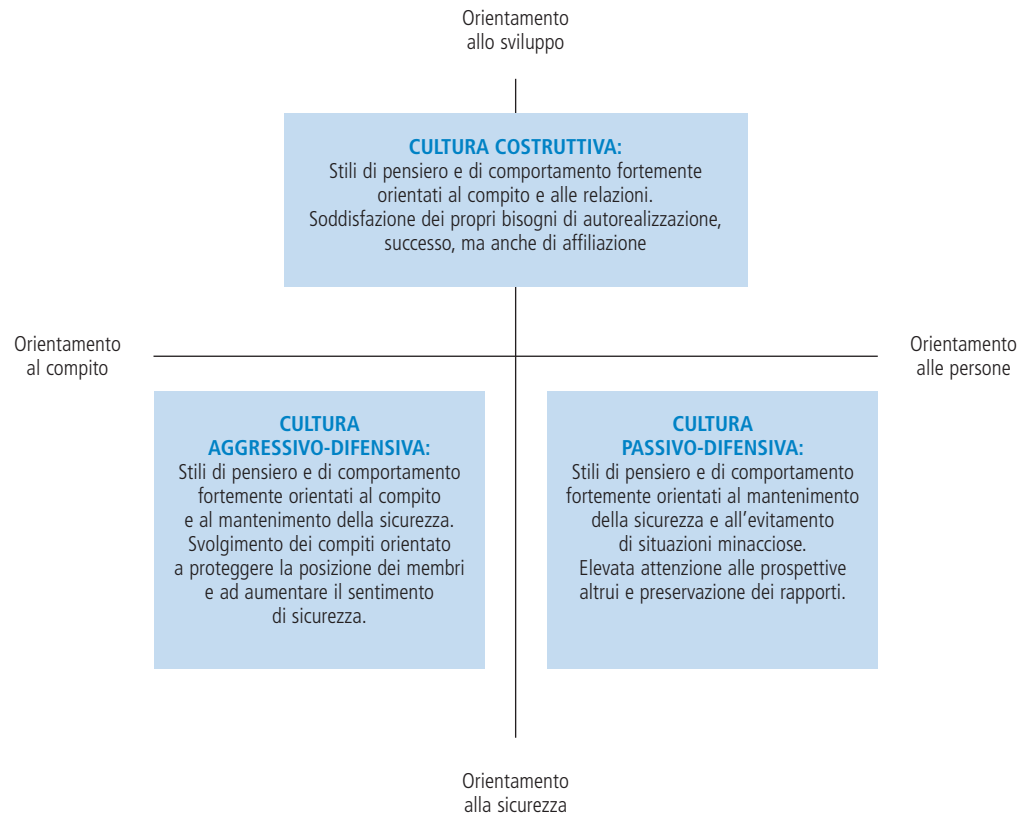 Orientamento
allo sviluppo
CULTURA COSTRUTTIVA:
Stili di pensiero e di comportamento fortemente
orientati al compito e alle relazioni.
Soddisfazione dei propri bisogni di autorealizzazione,
successo, ma anche di affiliazione
Orientamento
al compito
Orientamento
alle persone
CULTURA
AGGRESSIVO-DIFENSIVA:
Stili di pensiero e di comportamento
fortemente orientati al compito
e al mantenimento della sicurezza.
Svolgimento dei compiti orientato
a proteggere la posizione dei membri
e ad aumentare il sentimento
di sicurezza.
CULTURA
PASSIVO-DIFENSIVA:
Stili di pensiero e di comportamento
fortemente orientati al mantenimento
della sicurezza e all’evitamento
di situazioni minacciose.
Elevata attenzione alle prospettive
altrui e preservazione dei rapporti.
Orientamento
alla sicurezza